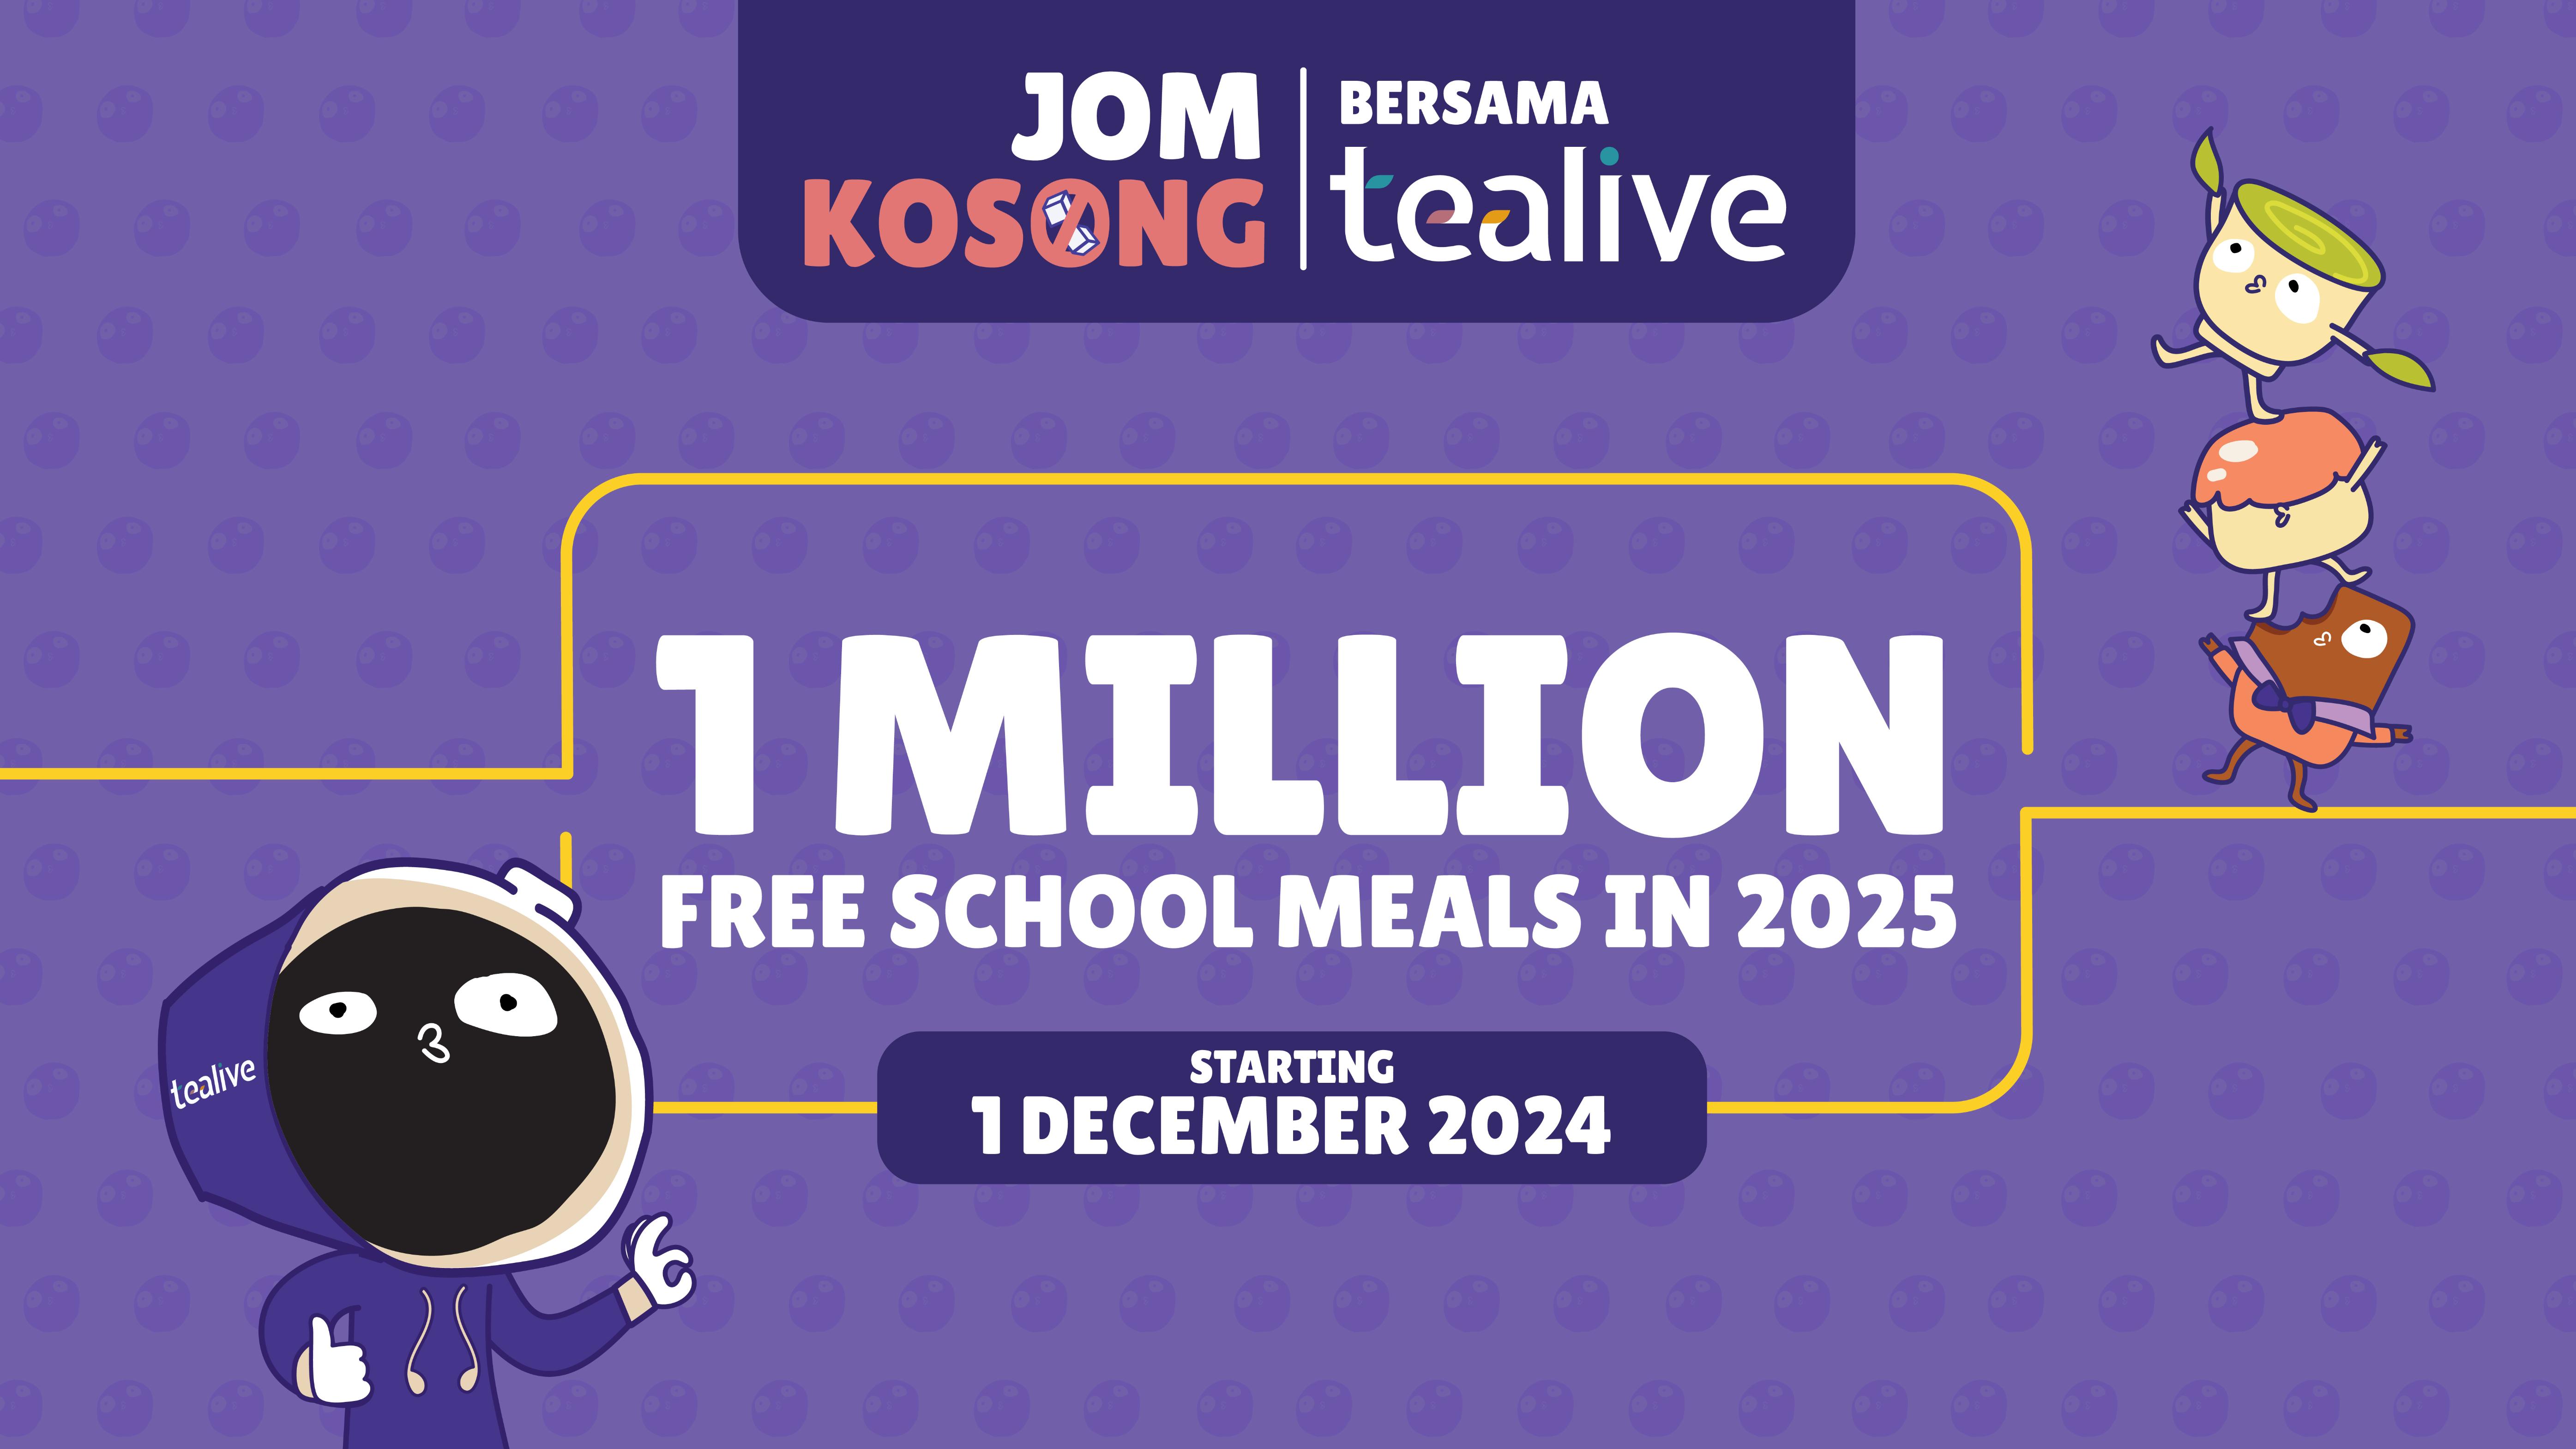 JOM
KOSONG
BERSAMA
tealive
1 MILLION
FREE SCHOOL MEALS IN 2025
STARTING
1 DECEMBER 2024
tealive